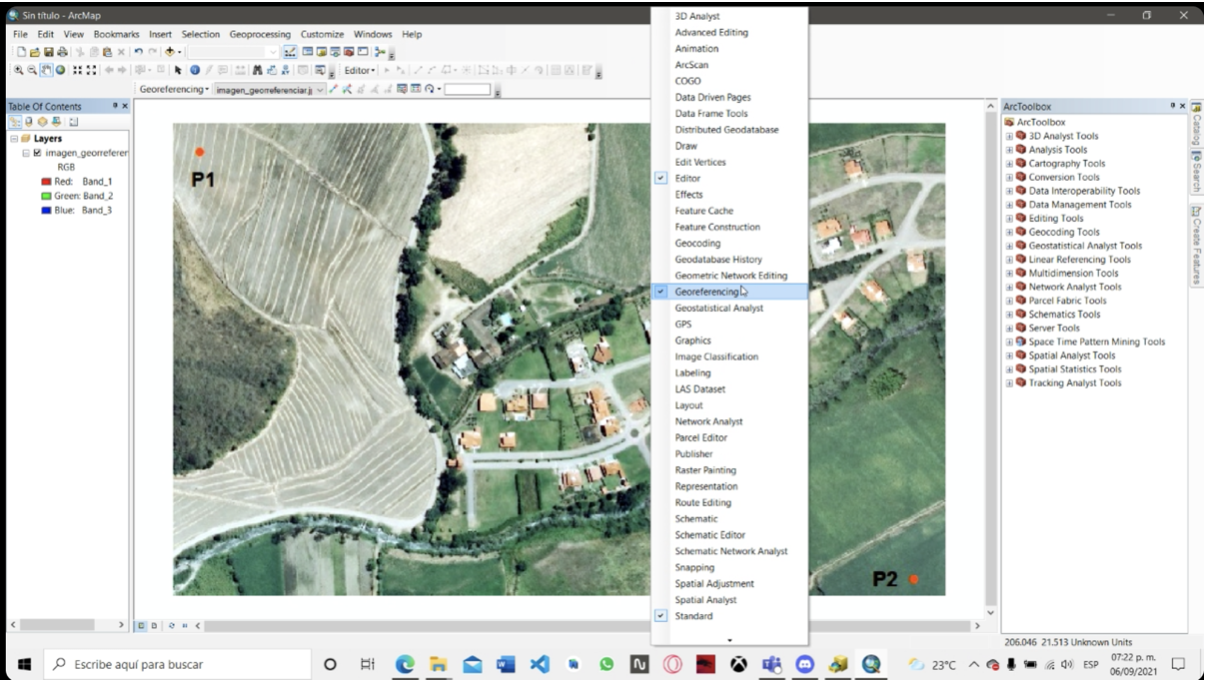 Sin título - ArcMap
File Edit View Bookmarks Insert Selection Geoprocessing Customize Windows Help
Editor
Georeferencing imagen_georreferenciar.j
Table Of Contents
Layers
imagen_georreferer
RGB
Red: Band_1
Green: Band_2
Blue: Band_3
P1
P2
3D Analyst
Advanced Editing
Animation
ArcScan
COGO
Data Driven Pages
Data Frame Tools
Distributed Geodatabase
Draw
Edit Vertices
Editor
Effects
Feature Cache
Feature Construction
Geocoding
Geodatabase History
Geometric Network Editing
Georeferencing
Geostatistical Analyst
GPS
Graphics
Image Classification
Labeling
LAS Dataset
Layout
Network Analyst
Parcel Editor
Publisher
Raster Painting
Representation
Route Editing
Schematic
Schematic Editor
Schematic Network Analyst
Snapping
Spatial Adjustment
Spatial Analyst
Standard
ArcToolbox
ArcToolbox
3D Analyst Tools
Analysis Tools
Cartography Tools
Conversion Tools
Data Interoperability Tools
Data Management Tools
Editing Tools
Geocoding Tools
Geostatistical Analyst Tools
Linear Referencing Tools
Multidimension Tools
Network Analyst Tools
Parcel Fabric Tools
Schematics Tools
Server Tools
Space Time Pattern Mining Tools
Spatial Analyst Tools
Spatial Statistics Tools
Tracking Analyst Tools
Catalog
Search
Create Features
206.046 21.513 Unknown Units
Escribe aquí para buscar
23°C
ESP
07:22 p. m.
06/09/2021